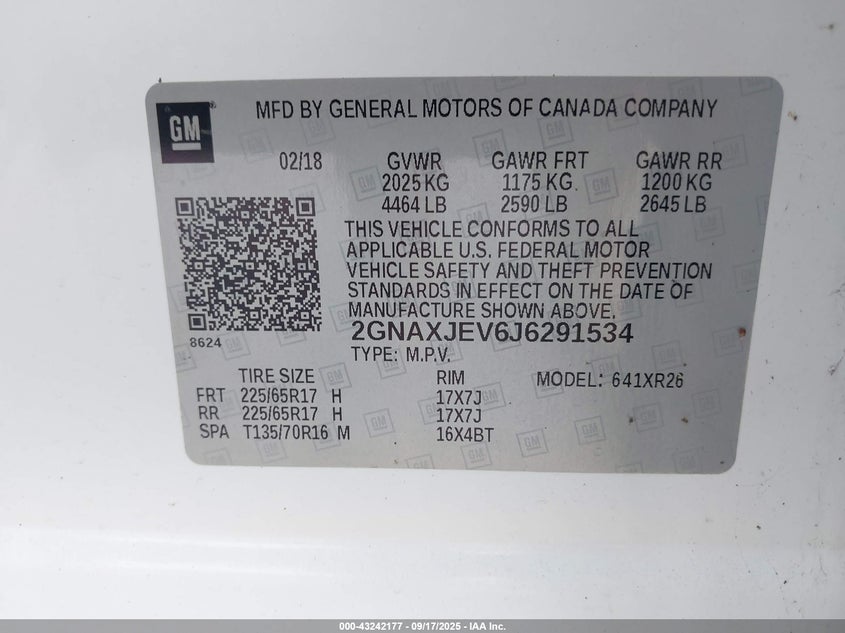 GM
MFD BY GENERAL MOTORS OF CANADA COMPANY
02/18 GVWR GAWR FRT GAWR RR
2025 KG 1175 KG 1200 KG
4464 LB 2590 LB 2645 LB
THIS VEHICLE CONFORMS TO ALL
APPLICABLE U.S. FEDERAL MOTOR
VEHICLE SAFETY AND THEFT PREVENTION
STANDARDS IN EFFECT ON THE DATE OF
MANUFACTURE SHOWN ABOVE.
8624
2GNAXJEV6J6291534
TYPE: M.P.V.
TIRE SIZE RIM MODEL: 641XR26
FRT 225/65R17 H 17X7J
RR 225/65R17 H 17X7J
SPA T135/70R16 M 16X4BT
000-43242177 - 09/17/2025 - IAA Inc.